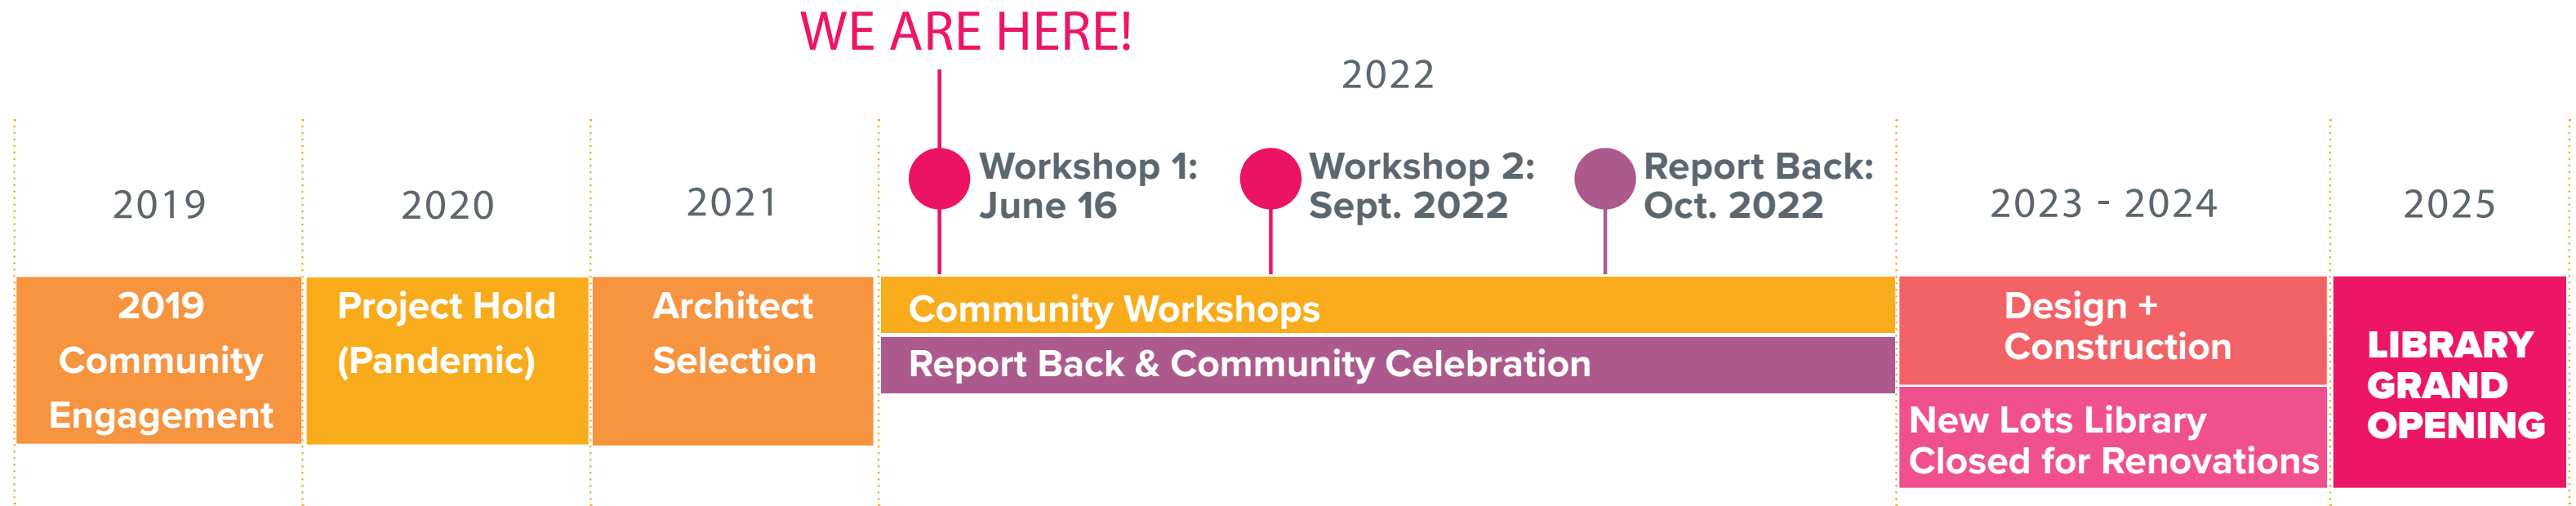 WE ARE HERE!
2022
2019
2020
2021
Workshop 1:
June 16
Workshop 2:
Sept. 2022
Report Back:
Oct. 2022
2023 - 2024
2025
2019
Community
Engagement
Project Hold
(Pandemic)
Architect
Selection
Community Workshops
Report Back & Community Celebration
Design +
Construction
New Lots Library
Closed for Renovations
LIBRARY
GRAND
OPENING